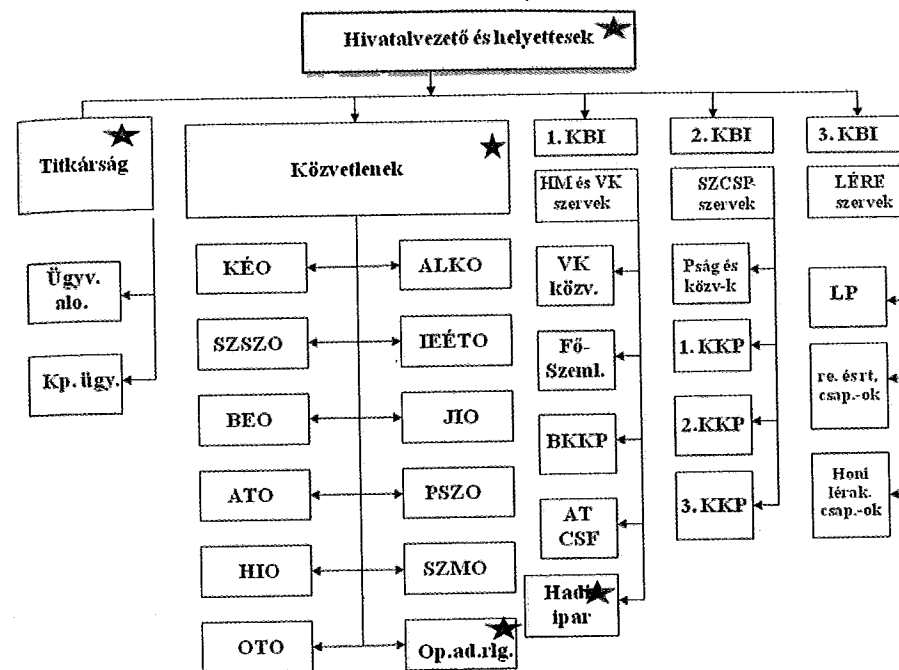 Hivatalvezető és helyettesek
Titkárság
Ügyv.
alo.
Kp. ügy.
Közvetlenek
KÉO
ALKO
SZSZO
IEÉTO
BEO
JIO
ATO
PSZO
HIO
SZMO
OTO
Op.ad.rlg.
1. KBI
HM és VK
szervek
VK
közv.
Fő-
Szeml.
BKKP
AT
CSF
Hadi
ipar
2. KBI
SZCSP-
szervek
Pság és
közv-k
1. KKP
2. KKP
3. KKP
3. KBI
LÉRE
szervek
LP
re. és rt,
csap.-ok
Honi
lérak.
csap.-ok